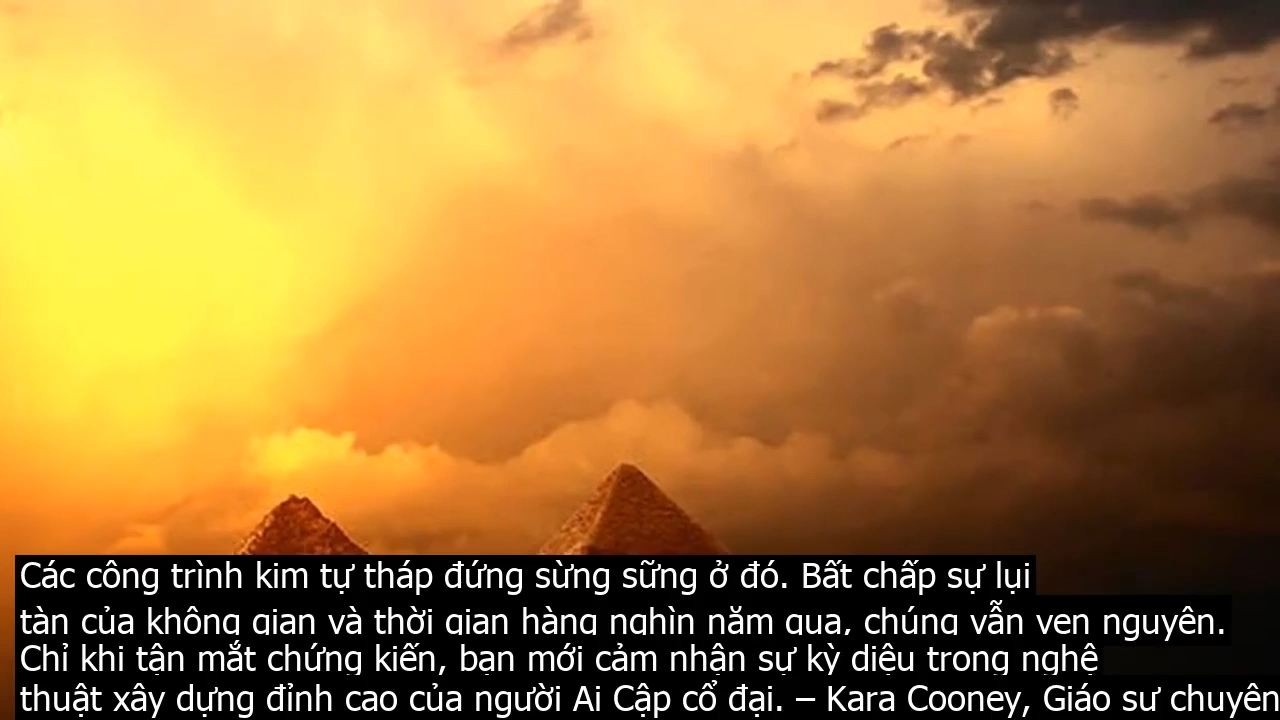 Các công trình kim tự tháp đứng sừng sững ở đó. Bất chấp sự lụi
tàn của không gian và thời gian hàng nghìn năm qua, chúng vẫn vẹn nguyên.
Chỉ khi tận mắt chứng kiến, bạn mới cảm nhận sự kỳ diệu trong nghệ
thuật xây dựng đỉnh cao của người Ai Cập cổ đại. – Kara Cooney, Giáo sư chuyên